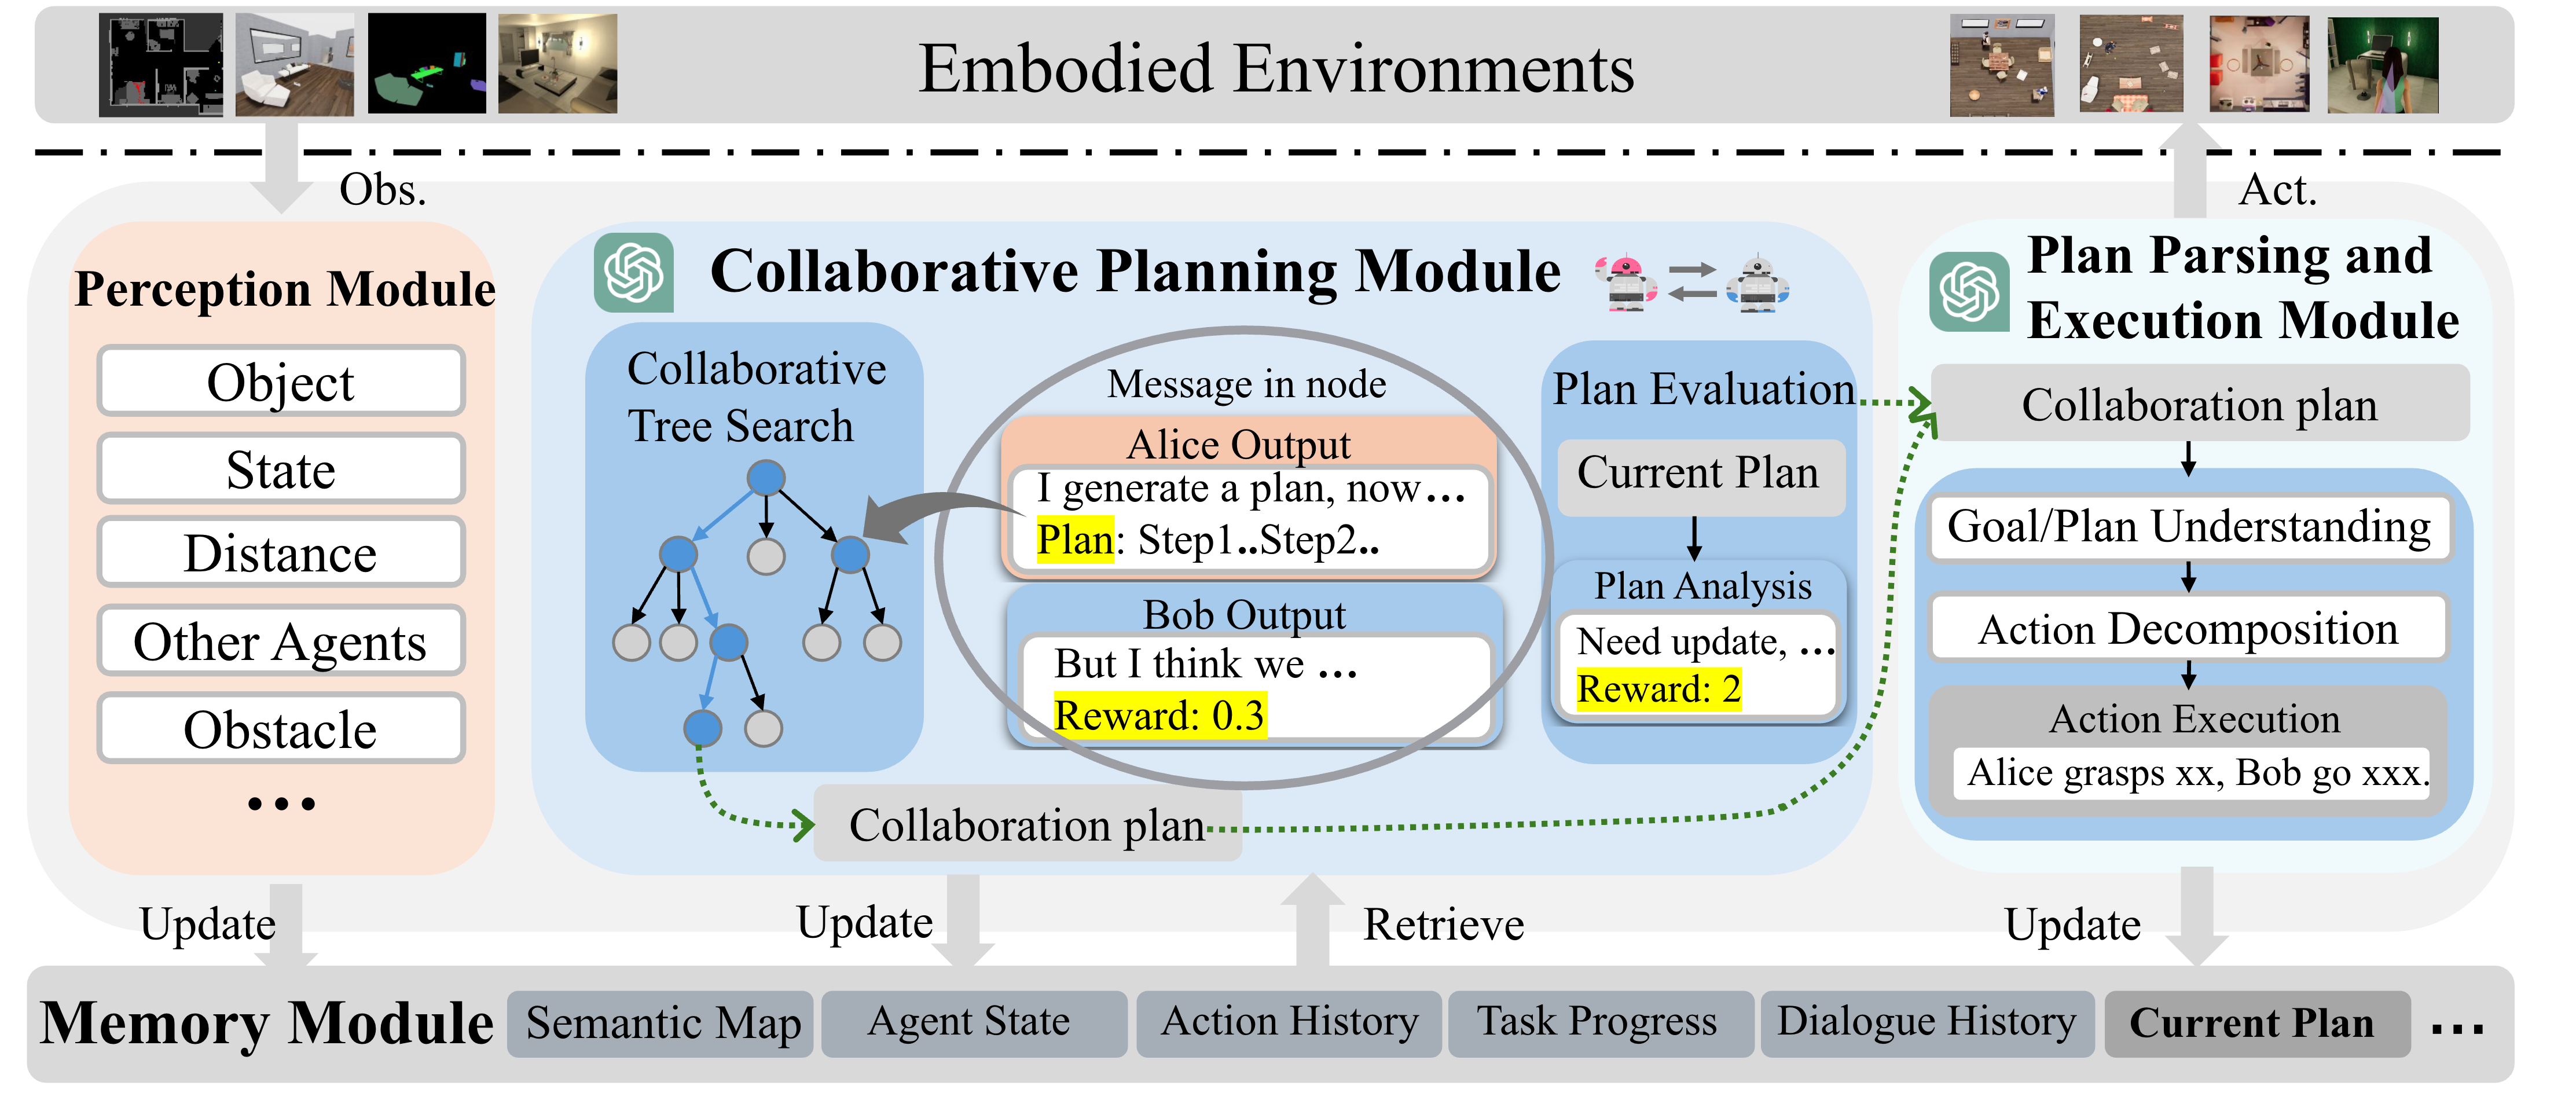 Embodied Environments
Obs.
Act.
Perception Module
Object
State
Distance
Other Agents
Obstacle
...
Collaborative Planning Module
Collaborative
Tree Search
Message in node
Alice Output
I generate a plan, now...
Plan: Step1..Step2..
Bob Output
But I think we ...
Reward: 0.3
Plan Evaluation
Current Plan
Plan Analysis
Need update, ...
Reward: 2
Collaboration plan
Plan Parsing and
Execution Module
Collaboration plan
Goal/Plan Understanding
Action Decomposition
Action Execution
Alice grasps xx, Bob go xxx.
Update
Update
Retrieve
Update
Memory Module
Semantic Map
Agent State
Action History
Task Progress
Dialogue History
Current Plan
...